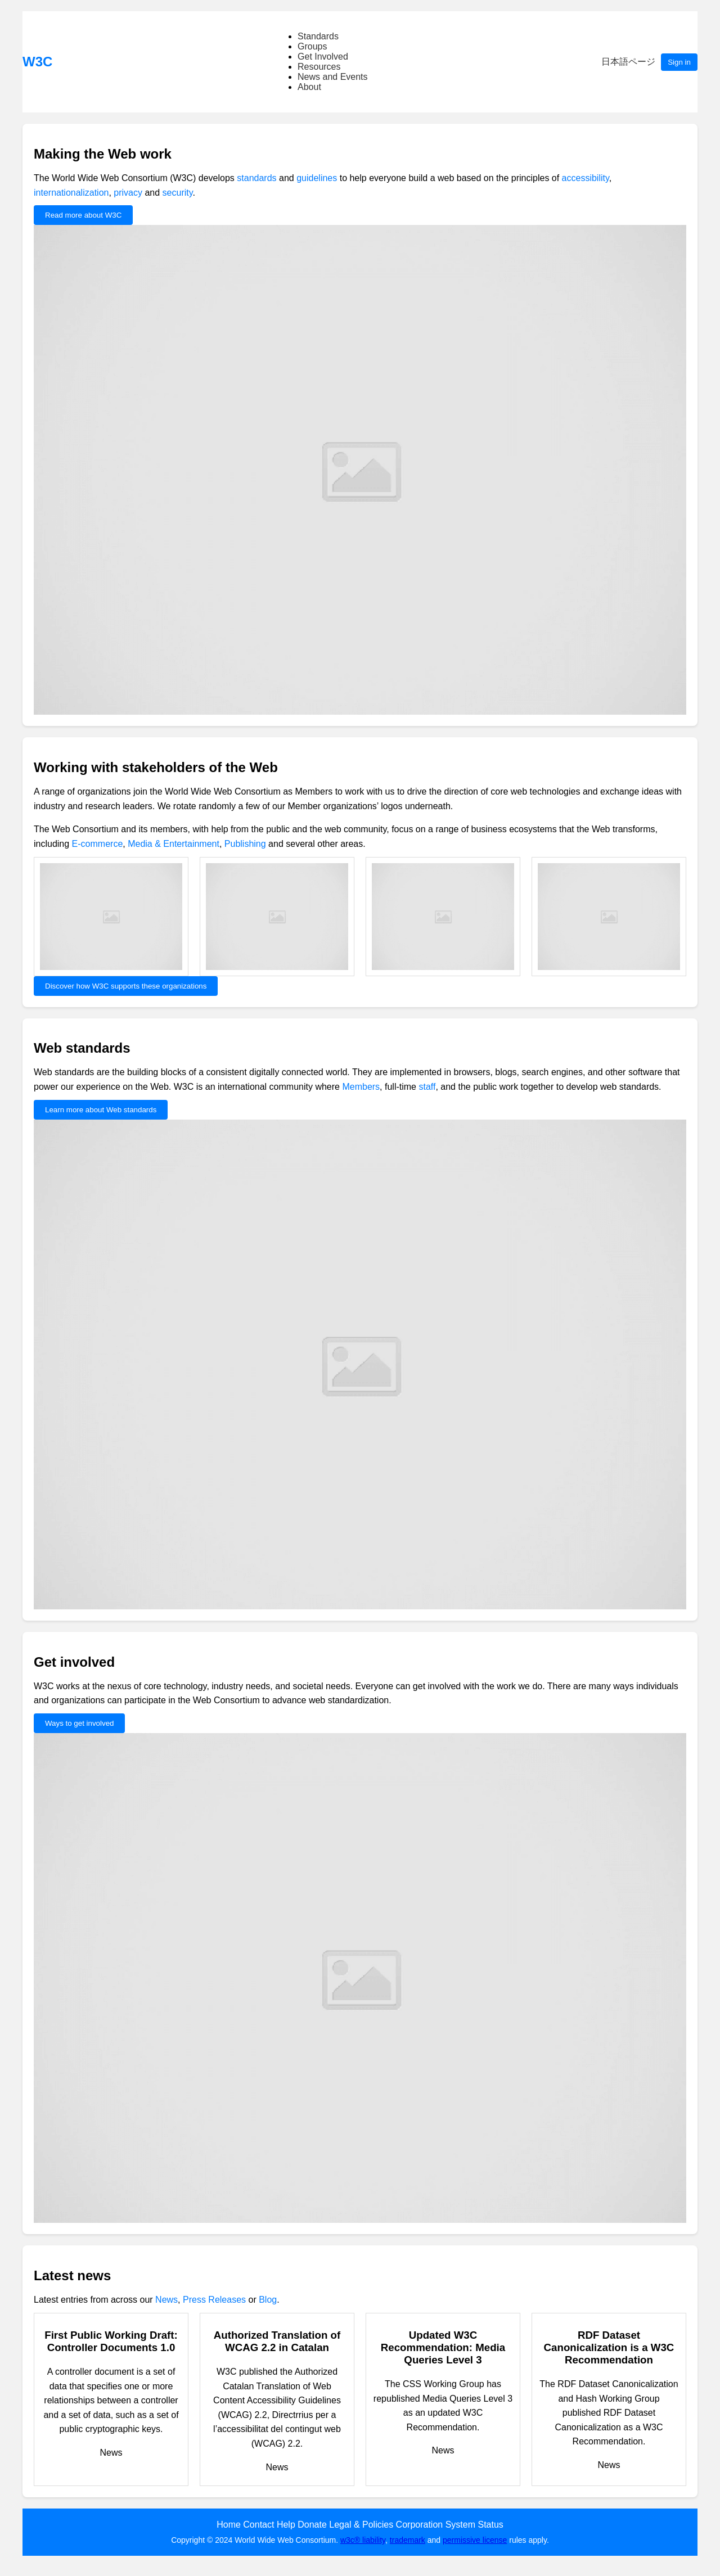 W3C
Standards
Groups
Get Involved
Resources
News and Events
About
日本語ページ
Sign in
Making the Web work
The World Wide Web Consortium (W3C) develops standards and guidelines to help everyone build a web based on the principles of accessibility,
internationalization, privacy and security.
Read more about W3C
Working with stakeholders of the Web
A range of organizations join the World Wide Web Consortium as Members to work with us to drive the direction of core web technologies and exchange ideas with
industry and research leaders. We rotate randomly a few of our Member organizations' logos underneath.
The Web Consortium and its members, with help from the public and the web community, focus on a range of business ecosystems that the Web transforms,
including E-commerce, Media & Entertainment, Publishing and several other areas.
Discover how W3C supports these organizations
Web standards
Web standards are the building blocks of a consistent digitally connected world. They are implemented in browsers, blogs, search engines, and other software that
power our experience on the Web. W3C is an international community where Members, full-time staff, and the public work together to develop web standards.
Learn more about Web standards
Get involved
W3C works at the nexus of core technology, industry needs, and societal needs. Everyone can get involved with the work we do. There are many ways individuals
and organizations can participate in the Web Consortium to advance web standardization.
Ways to get involved
Latest news
Latest entries from across our News, Press Releases or Blog.
First Public Working Draft:
Controller Documents 1.0
A controller document is a set of
data that specifies one or more
relationships between a controller
and a set of data, such as a set of
public cryptographic keys.
News
Authorized Translation of
WCAG 2.2 in Catalan
W3C published the Authorized
Catalan Translation of Web
Content Accessibility Guidelines
(WCAG) 2.2, Directrrius per a
l'accessibilitat del contingut web
(WCAG) 2.2.
News
Updated W3C
Recommendation: Media
Queries Level 3
The CSS Working Group has
republished Media Queries Level 3
as an updated W3C
Recommendation.
News
RDF Dataset
Canonicalization is a W3C
Recommendation
The RDF Dataset Canonicalization
and Hash Working Group
published RDF Dataset
Canonicalization as a W3C
Recommendation.
News
Home Contact Help Donate Legal & Policies Corporation System Status
Copyright © 2024 World Wide Web Consortium. w3c® liability, trademark and permissive license rules apply.